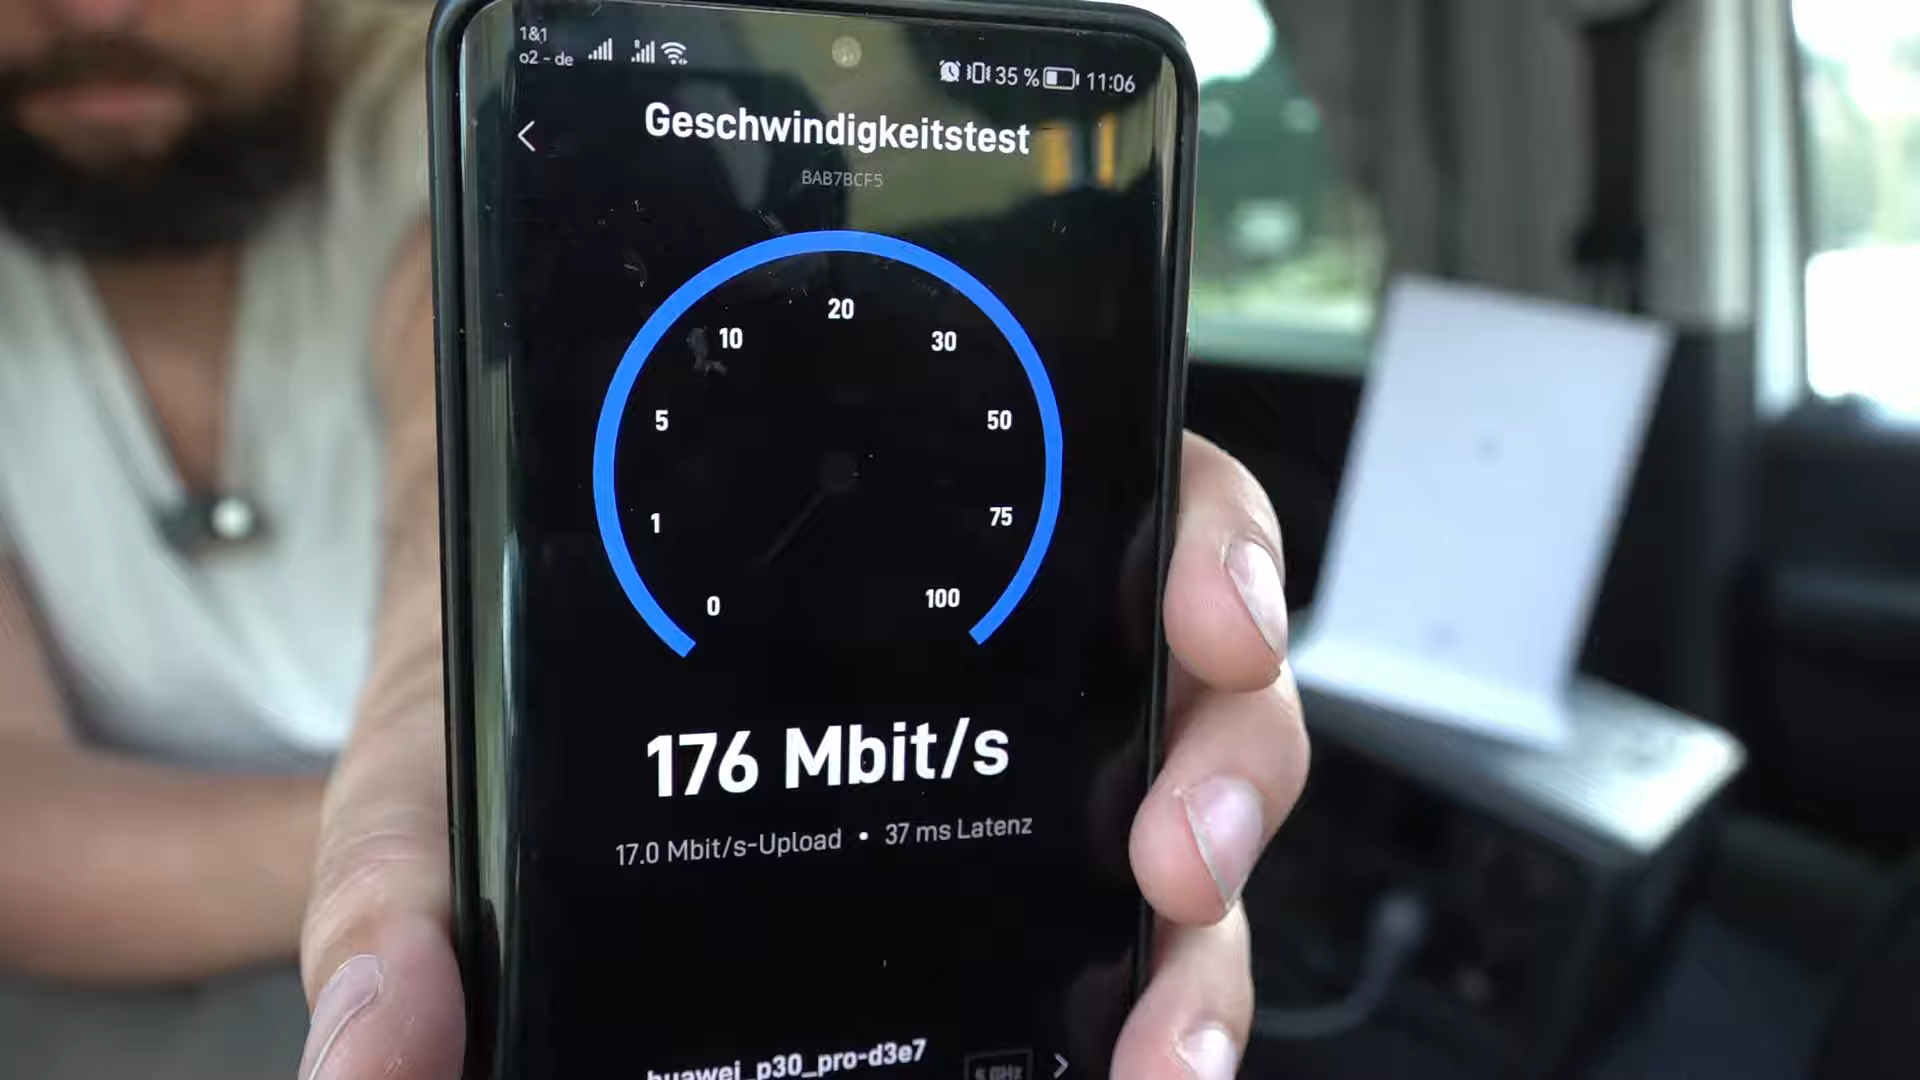 1&1
o2 - de
35 % 11:06
Geschwindigkeitstest
BAB7BCF5
20
10
30
5
50
1
75
0
100
176 Mbit/s
17.0 Mbit/s-Upload • 37 ms Latenz
huawei_p30_pro-d3e7